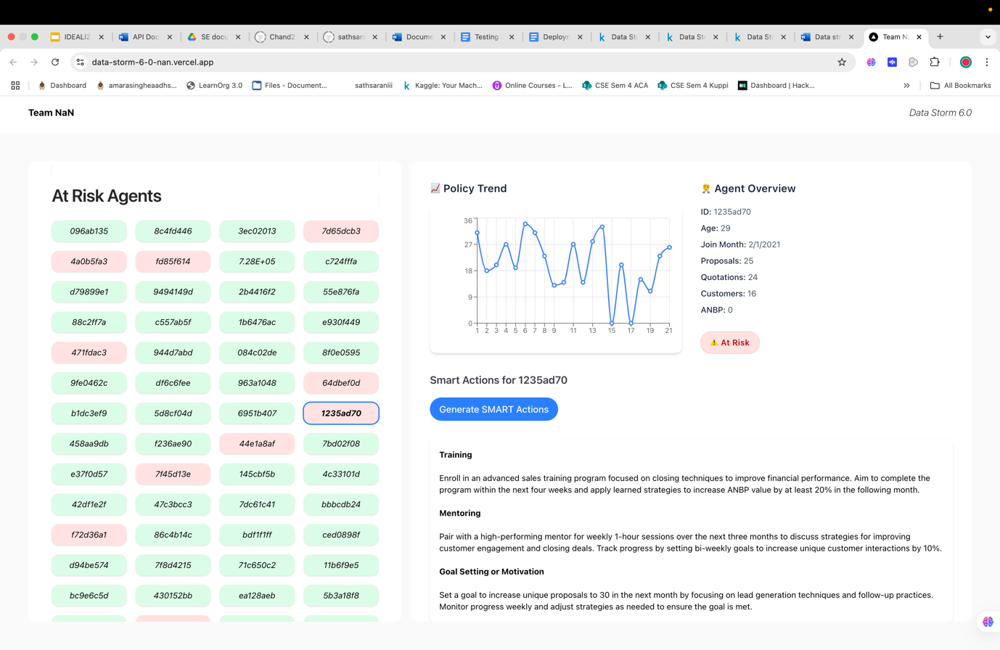 IDEALIZ
API Doc
SE docu
Chand2
sathsara
Docume
Testing
Deploym
Data Sto
Data Sto
Data Sto
Data sto
Team Na
data-storm-6-0-nan.vercel.app
Dashboard
amarasingheaadhs...
LearnOrg 3.0
Files - Document...
sathsaraniii
Kaggle: Your Mach...
Online Courses - L...
CSE Sem 4 ACA
CSE Sem 4 Kuppi
Dashboard | Hack...
All Bookmarks
Team NaN
Data Storm 6.0
At Risk Agents
096ab135 8c4fd446 3ec02013 7d65dcb3
4a0b5fa3 fd85f614 7.28E+05 c724fffa
d79899e1 9494149d 2b4416f2 55e876fa
88c2ff7a c557ab5f 1b6476ac e930f449
471fdac3 944d7abd 084c02de 8f0e0595
9fe0462c df6c6fee 963a1048 64dbef0d
b1dc3ef9 5d8cf04d 6951b407 1235ad70
458aa9db f236ae90 44e1a8af 7bd02f08
e37f0d57 7f45d13e 145cbf5b 4c33101d
42df1e2f 47c3bcc3 7dc61c41 bbbcdb24
f72d36a1 86c4b14c bdf1f1ff ced0898f
d94be574 7f8d4215 71c650c2 11b6f9e5
bc9e6c5d 430152bb ea128aeb 5b3a18f8
📈 Policy Trend
36
27
18
9
0
1 2 3 4 5 6 7 8 9 11 13 15 17 19 21
Agent Overview
ID: 1235ad70
Age: 29
Join Month: 2/1/2021
Proposals: 25
Quotations: 24
Customers: 16
ANBP: 0
⚠️ At Risk
Smart Actions for 1235ad70
Generate SMART Actions
Training
Enroll in an advanced sales training program focused on closing techniques to improve financial performance. Aim to complete the
program within the next four weeks and apply learned strategies to increase ANBP value by at least 20% in the following month.
Mentoring
Pair with a high-performing mentor for weekly 1-hour sessions over the next three months to discuss strategies for improving
customer engagement and closing deals. Track progress by setting bi-weekly goals to increase unique customer interactions by 10%.
Goal Setting or Motivation
Set a goal to increase unique proposals to 30 in the next month by focusing on lead generation techniques and follow-up practices.
Monitor progress weekly and adjust strategies as needed to ensure the goal is met.